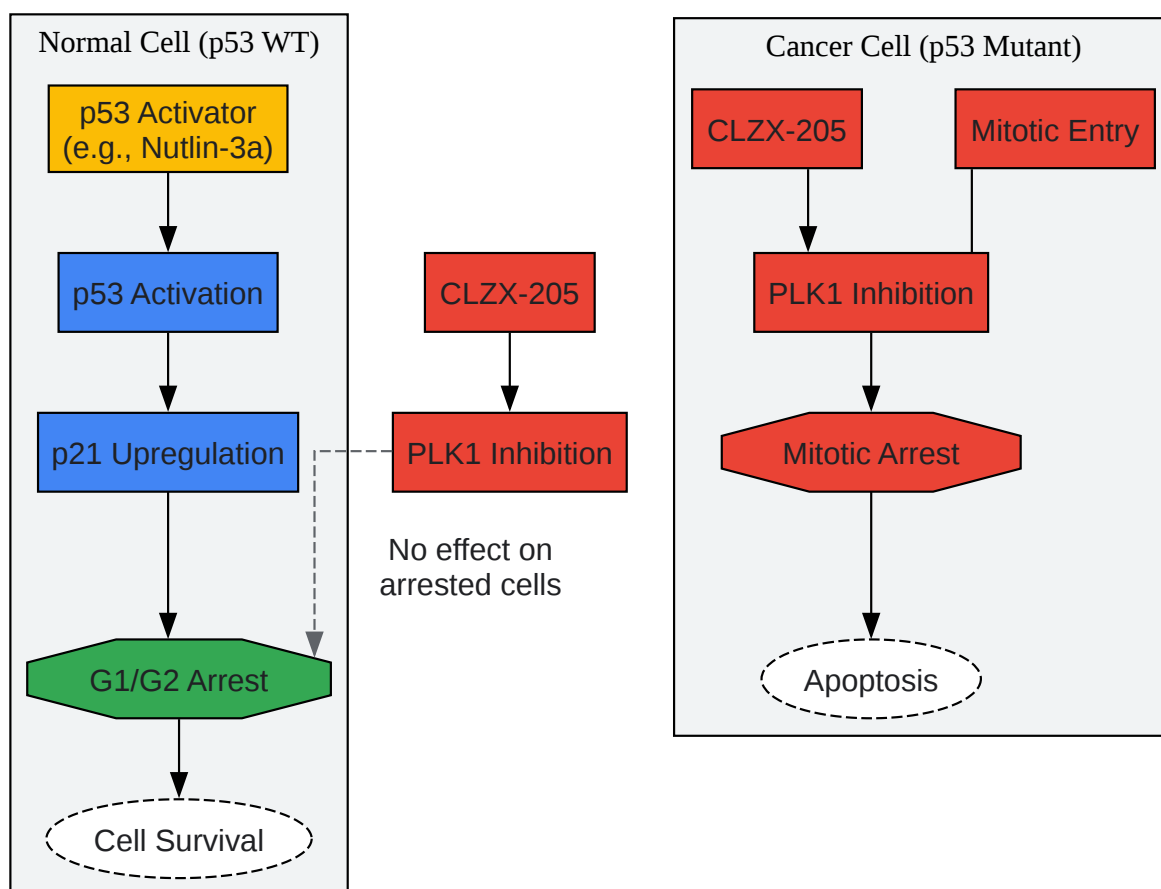 Normal Cell (p53 WT)
p53 Activator
(e.g., Nutlin-3a)
p53 Activation
p21 Upregulation
G1/G2 Arrest
Cell Survival
CLZX-205
PLK1 Inhibition
No effect on
arrested cells
Cancer Cell (p53 Mutant)
CLZX-205
Mitotic Entry
PLK1 Inhibition
Mitotic Arrest
Apoptosis